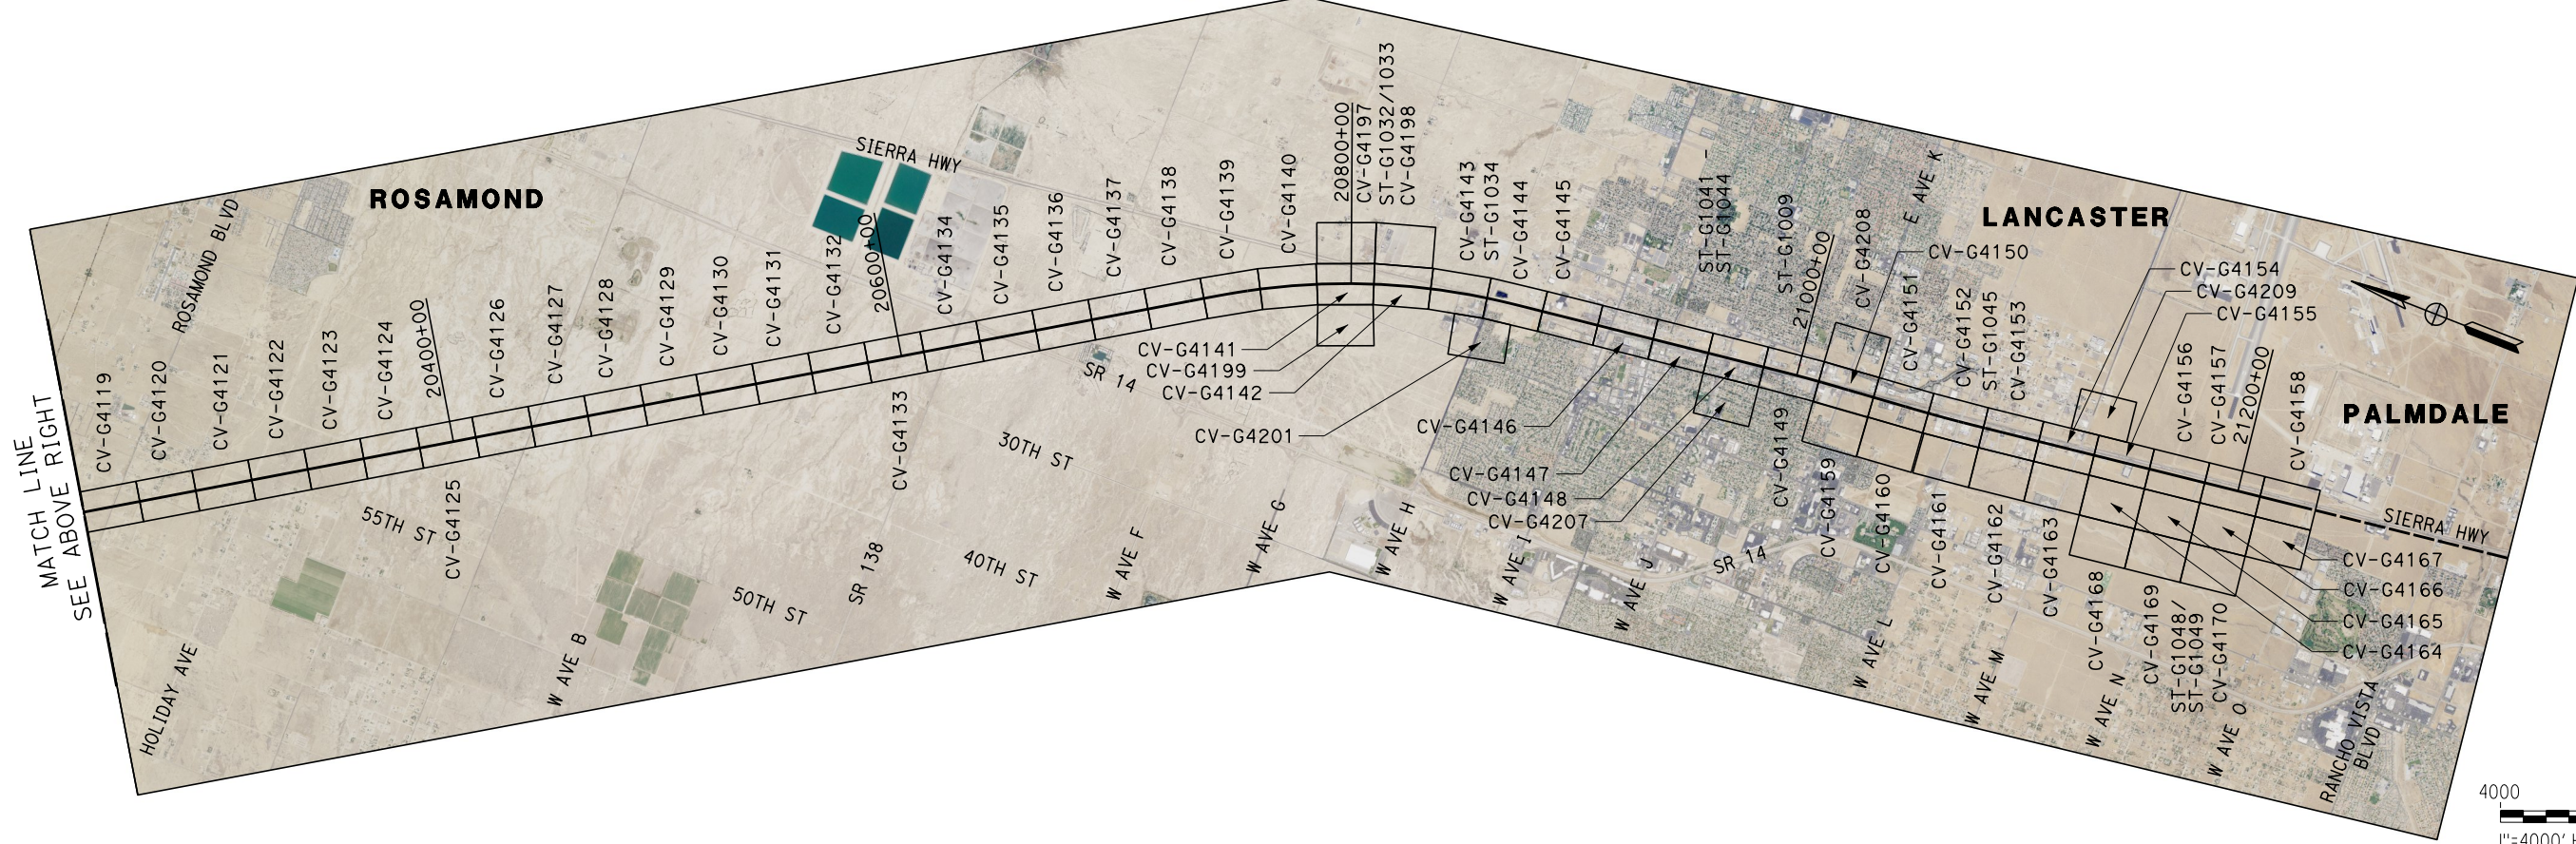 ROSAMOND
LANCASTER
PALMDALE
MATCH LINE
SEE ABOVE RIGHT
ROSAMOND BLVD
SIERRA HWY
CV-G4119
CV-G4120
CV-G4121
CV-G4122
CV-G4123
CV-G4124
20400+00
CV-G4125
CV-G4126
CV-G4127
CV-G4128
CV-G4129
CV-G4130
CV-G4131
CV-G4132
20600+00
CV-G4133
CV-G4134
CV-G4135
CV-G4136
CV-G4137
CV-G4138
CV-G4139
CV-G4140
20800+00
CV-G4197
ST-G1032/1033
CV-G4198
CV-G4141
CV-G4199
CV-G4142
CV-G4201
CV-G4143
ST-G1034
CV-G4144
CV-G4145
CV-G4146
CV-G4147
CV-G4148
CV-G4207
ST-G1041 -
ST-G1044
ST-G1009
21000+00
CV-G4208
E AVE K
CV-G4149
CV-G4150
CV-G4151
CV-G4152
ST-G1045
CV-G4153
CV-G4154
CV-G4209
CV-G4155
CV-G4156
CV-G4157
21200+00
CV-G4158
CV-G4159
CV-G4160
CV-G4161
CV-G4162
CV-G4163
CV-G4168
CV-G4169
ST-G1048/
ST-G1049
CV-G4170
SIERRA HWY
CV-G4167
CV-G4166
CV-G4165
CV-G4164
HOLIDAY AVE
55TH ST
W AVE B
50TH ST
SR 138
40TH ST
30TH ST
SR 14
W AVE F
W AVE G
W AVE H
W AVE I
W AVE J
SR 14
W AVE L
W AVE M
W AVE N
W AVE O
RANCHO VISTA
BLVD
4000
1"=4000'